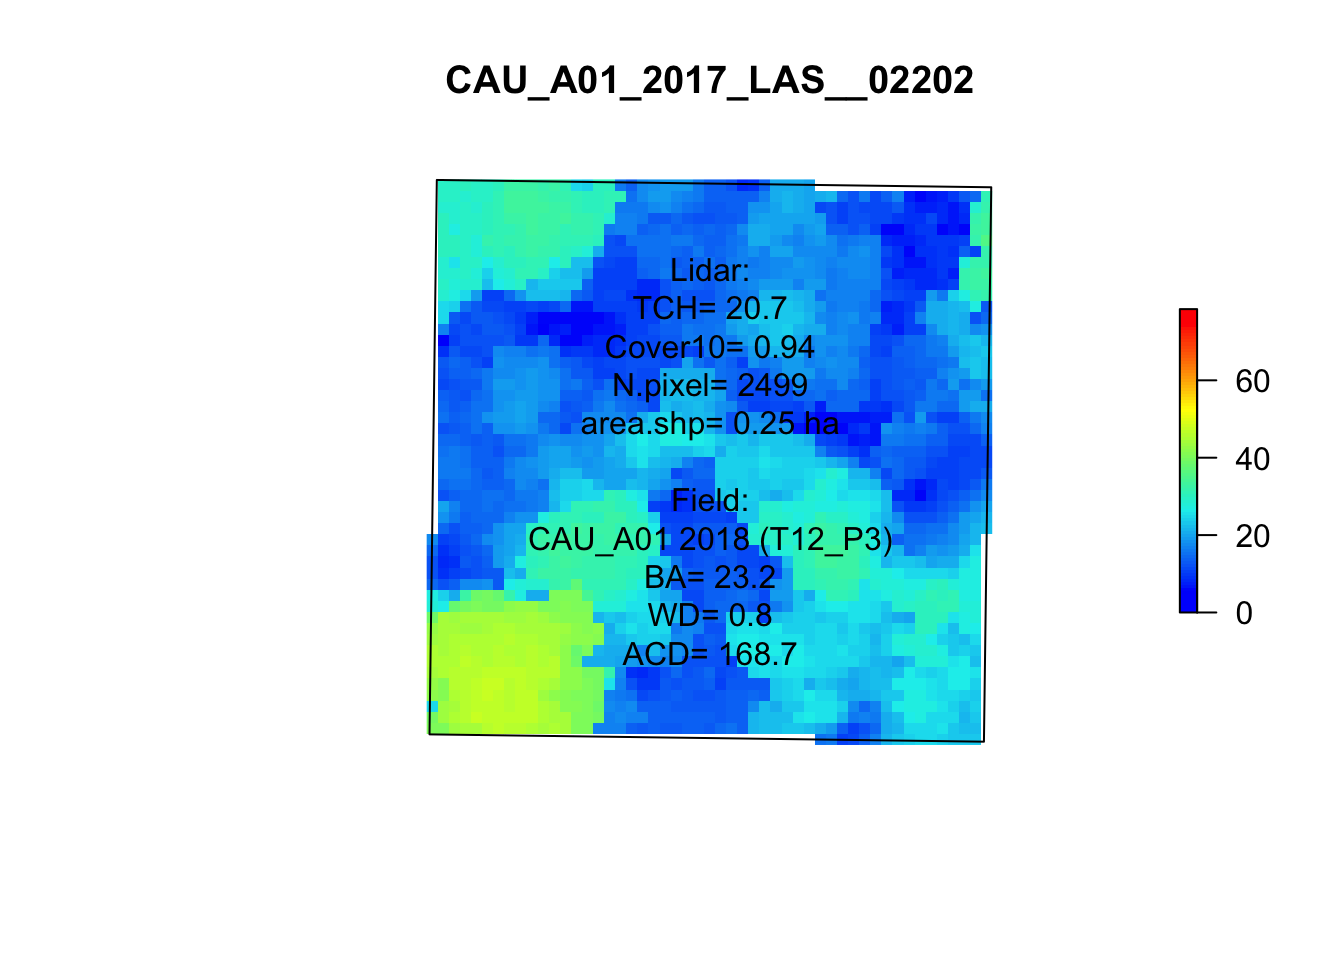 CAU_A01_2017_LAS__02202
Lidar:
TCH= 20.7
Cover10= 0.94
N.pixel= 2499
area.shp= 0.25 ha
Field:
CAU_A01 2018 (T12_P3)
BA= 23.2
WD= 0.8
ACD= 168.7
60
40
20
0